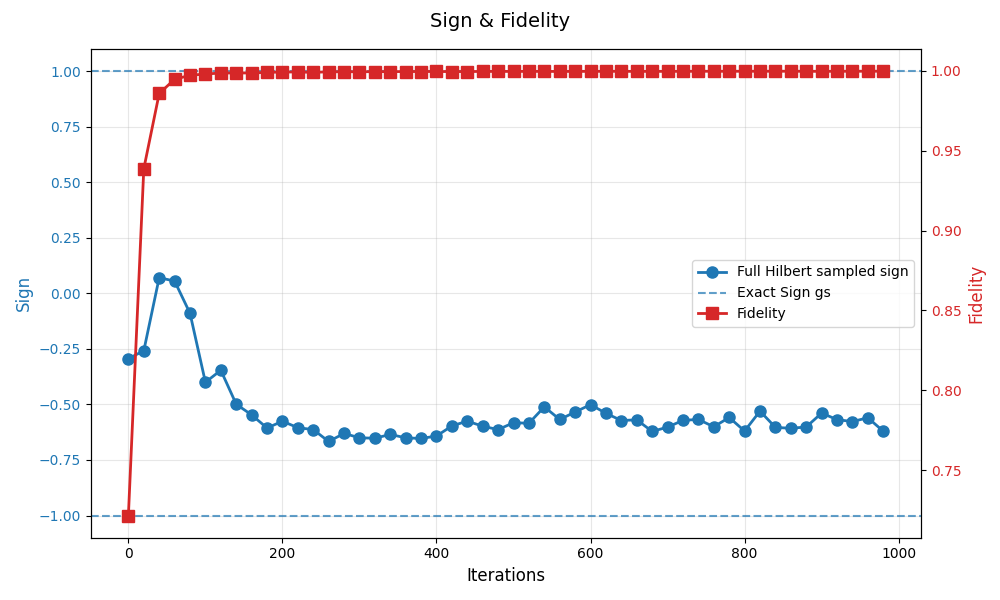 Sign & Fidelity
1.00
0.75
0.50
0.25
0.00
−0.25
−0.50
−0.75
−1.00
Sign
1.00
0.95
0.90
0.85
0.80
0.75
Fidelity
Full Hilbert sampled sign
Exact Sign gs
Fidelity
0 200 400 600 800 1000
Iterations